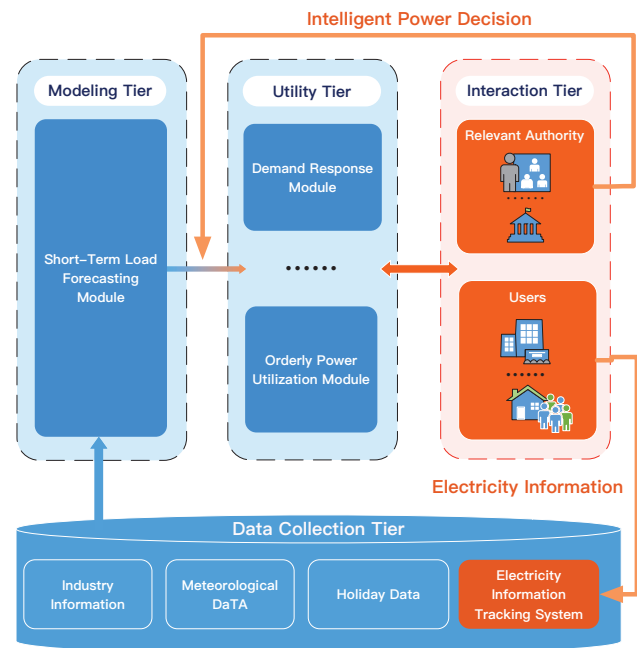 Intelligent Power Decision
Modeling Tier
Short-Term Load
Forecasting
Module
Utility Tier
Demand Response
Module
......
Orderly Power
Utilization Module
Interaction Tier
Relevant Authority
......
Users
......
Electricity Information
Data Collection Tier
Industry
Information
Meteorological
DaTA
Holiday Data
Electricity
Information
Tracking System